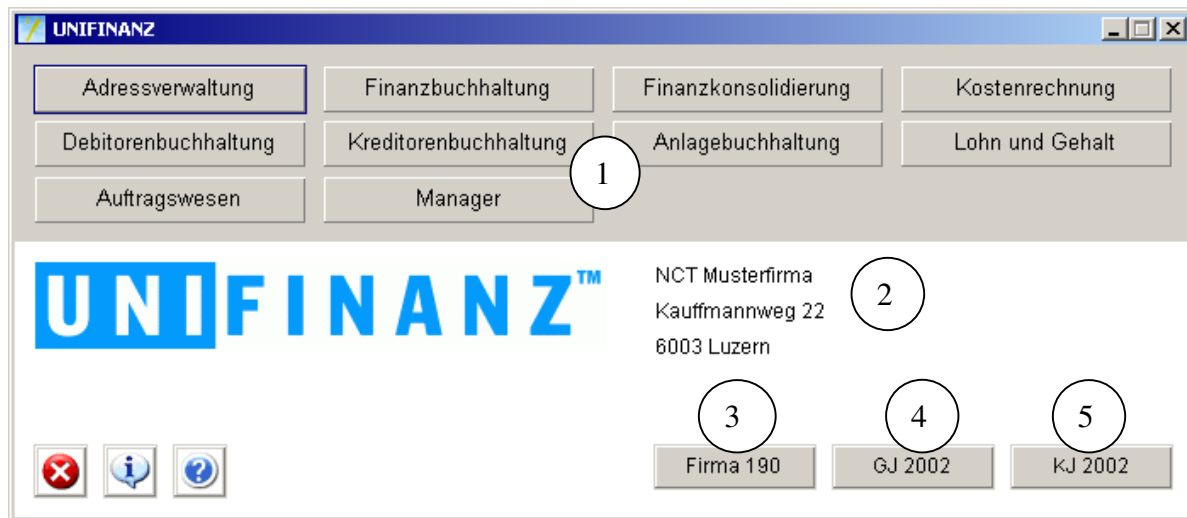 UNIFINANZ
Adressverwaltung Finanzbuchhaltung Finanzkonsolidierung Kostenrechnung
Debitorenbuchhaltung Kreditorenbuchhaltung Anlagebuchhaltung Lohn und Gehalt
1
Auftragswesen Manager
UNIFINANZ™
NCT Musterfirma
2
Kauffmannweg 22
6003 Luzern
3 4 5
Firma 190 GJ 2002 KJ 2002